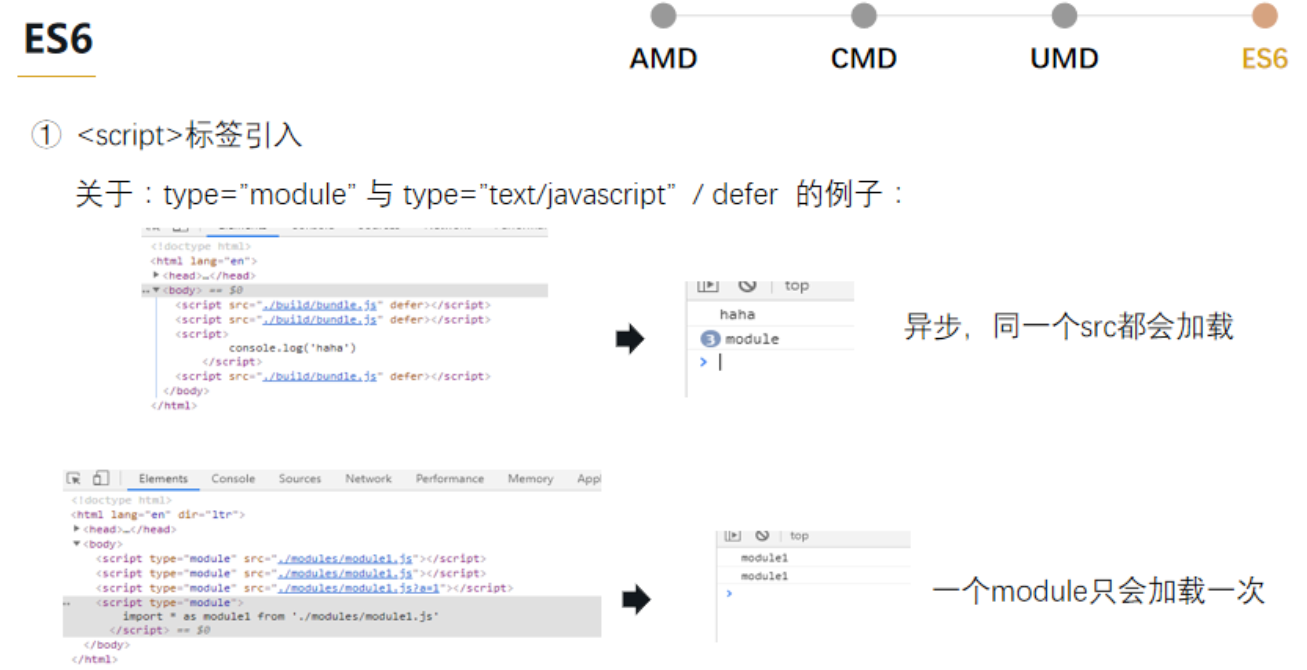 ES6
AMD
CMD
UMD
ES6
① <script>标签引入
关于：type="module" 与 type="text/javascript" / defer 的例子：
<!doctype html>
<html lang="en">
<head>…</head>
<body> == $0
<script src="./build/bundle.js" defer></script>
<script src="./build/bundle.js" defer></script>
<script>
console.log('haha')
</script>
<script src="./build/bundle.js" defer></script>
</body>
</html>
top
haha
3 module
>
异步，同一个src都会加载
Elements Console Sources Network Performance Memory Appl
<!doctype html>
<html lang="en" dir="ltr">
<head>…</head>
<body>
<script type="module" src="./modules/module1.js"></script>
<script type="module" src="./modules/module1.js"></script>
<script type="module" src="./modules/module1.js?a=1"></script>
<script type="module">
import * as module1 from './modules/module1.js'
</script> == $0
</body>
</html>
top
module1
module1
>
一个module只会加载一次